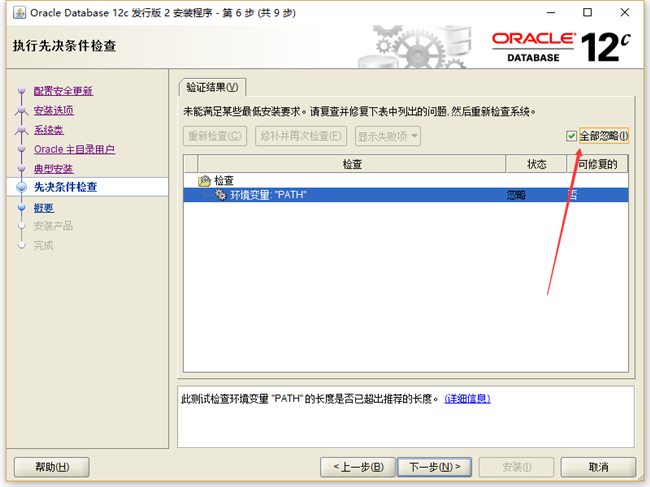 Oracle Database 12c 发行版 2 安装程序 - 第 6 步 (共 9 步)
执行先决条件检查
ORACLE
DATABASE
12c
配置安全更新
安装选项
系统类
Oracle 主目录用户
典型安装
先决条件检查
概要
安装产品
完成
验证结果(V)
未能满足某些最低安装要求。请复查并修复下表中列出的问题, 然后重新检查系统。
重新检查(C) 修补并再次检查(F) 显示失败项 全部忽略(I)
检查 状态 可修复的
检查
环境变量: "PATH" 忽略 否
此测试检查环境变量 "PATH" 的长度是否已超出推荐的长度。 (详细信息)
帮助(H) < 上一步(B) 下一步(N) > 安装(I) 取消